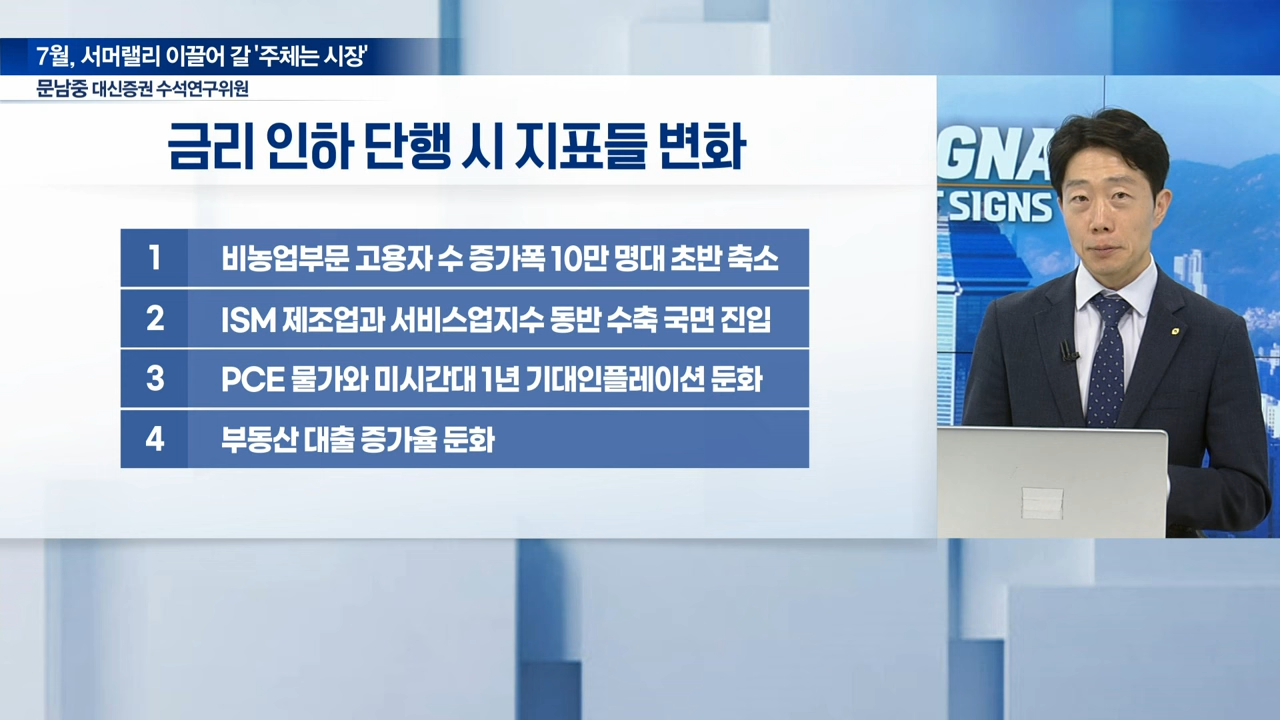 7월, 서머랠리 이끌어 갈 '주체는 시장'
문남중 대신증권 수석연구위원
금리 인하 단행 시 지표들 변화
1 비농업부문 고용자 수 증가폭 10만 명대 초반 축소
2 ISM 제조업과 서비스업지수 동반 수축 국면 진입
3 PCE 물가와 미시간대 1년 기대인플레이션 둔화
4 부동산 대출 증가율 둔화
GNA
SIGNS